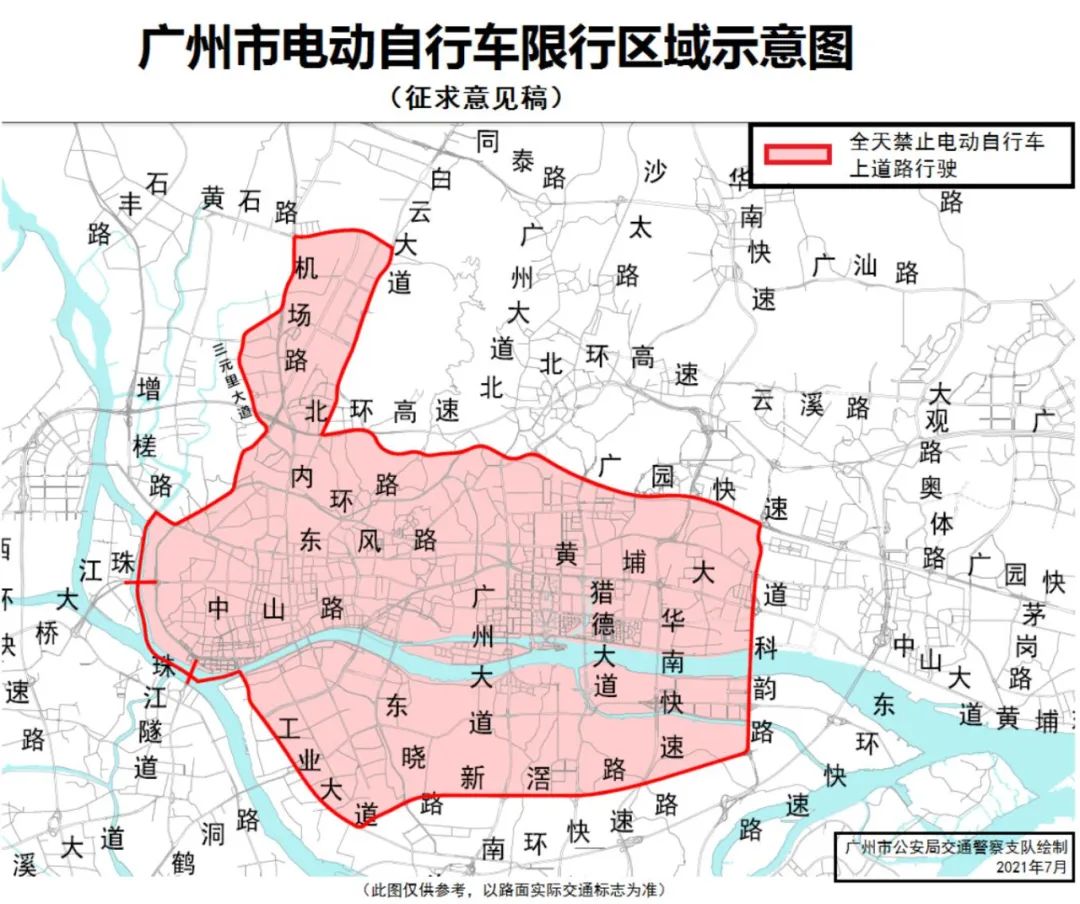 广州市电动自行车限行区域示意图
（征求意见稿）
全天禁止电动自行车
上道路行驶
同泰路
白云大道
石丰路
黄石路
沙太路
华南快速
路
广州大道北
广汕路
机场路
三元里大道
北环高速
北环高速
增槎路
云溪路
大观路
奥体路
广
广园快速
内环路
东风路
黄埔大道
广园快
珠江大桥
中山路
广州大道
猎德大道
华南快速
科韵路
茅岗路
中山大道
黄埔
西环快速路
珠江隧道
工业大道
东晓路
新滘路
东环快速路
南环快速路
鹤洞路
溪大道
广州市公安局交通警察支队绘制
2021年7月
（此图仅供参考，以路面实际交通标志为准）